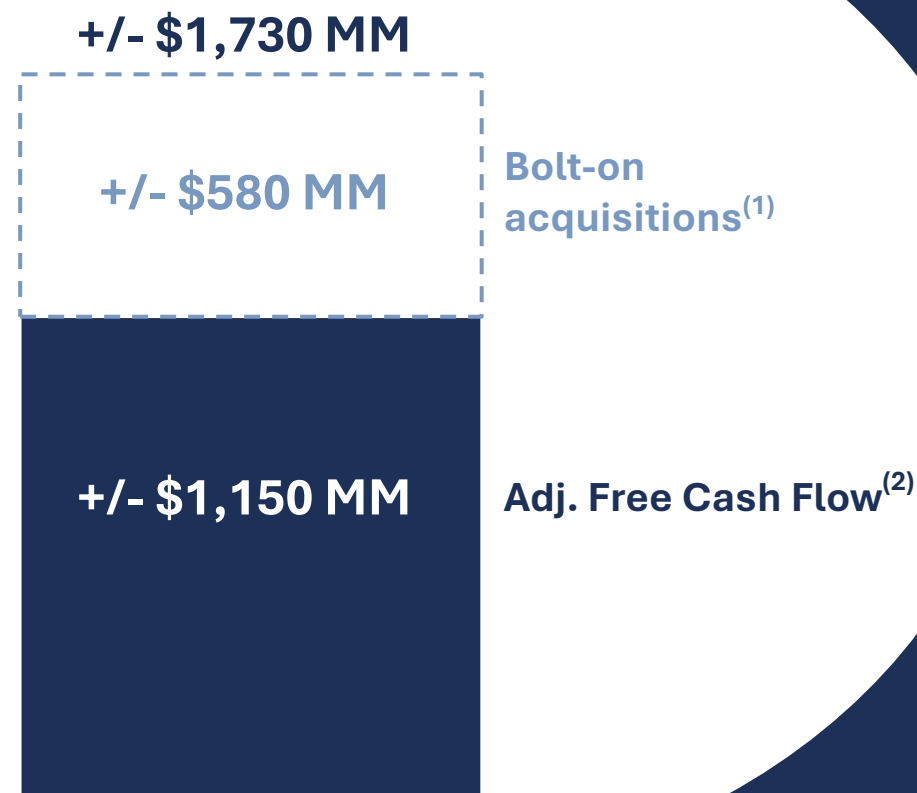 +/- $1,730 MM
+/- $580 MM
Bolt-on
acquisitions(1)
+/- $1,150 MM
Adj. Free Cash Flow(2)